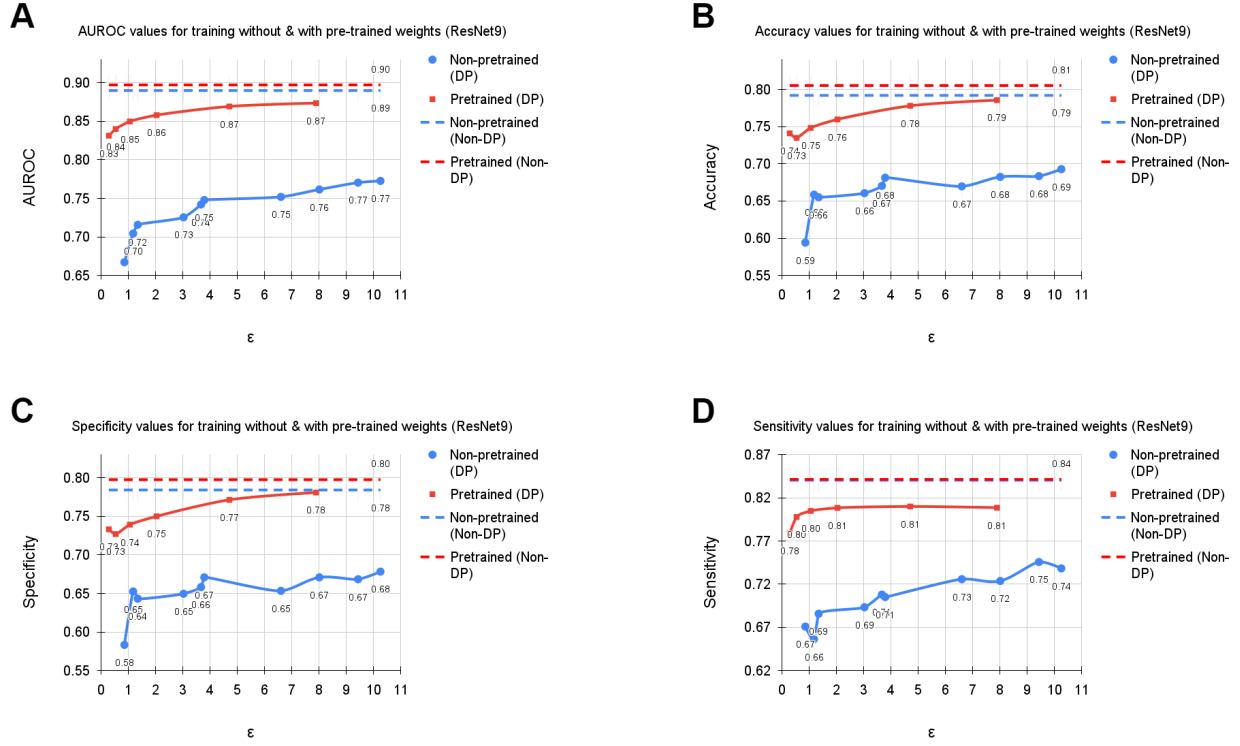 A
AUROC values for training without & with pre-trained weights (ResNet9)
AUROC
0.90
0.85
0.80
0.75
0.70
0.65
0 1 2 3 4 5 6 7 8 9 10 11
ε
0.90
0.89
0.83
0.84
0.85
0.86
0.87
0.87
0.70
0.72
0.73
0.74
0.75
0.75
0.76
0.77
0.77
Non-pretrained
(DP)
Pretrained (DP)
Non-pretrained
(Non-DP)
Pretrained (Non-
DP)
B
Accuracy values for training without & with pre-trained weights (ResNet9)
Accuracy
0.80
0.75
0.70
0.65
0.60
0.55
0 1 2 3 4 5 6 7 8 9 10 11
ε
0.81
0.79
0.74
0.73
0.75
0.76
0.78
0.79
0.59
0.66
0.66
0.66
0.67
0.68
0.67
0.68
0.68
0.69
Non-pretrained
(DP)
Pretrained (DP)
Non-pretrained
(Non-DP)
Pretrained (Non-
DP)
C
Specificity values for training without & with pre-trained weights (ResNet9)
Specificity
0.80
0.75
0.70
0.65
0.60
0.55
0 1 2 3 4 5 6 7 8 9 10 11
ε
0.80
0.78
0.73
0.73
0.74
0.75
0.77
0.78
0.58
0.65
0.64
0.65
0.66
0.67
0.65
0.67
0.67
0.68
Non-pretrained
(DP)
Pretrained (DP)
Non-pretrained
(Non-DP)
Pretrained (Non-
DP)
D
Sensitivity values for training without & with pre-trained weights (ResNet9)
Sensitivity
0.87
0.82
0.77
0.72
0.67
0.62
0 1 2 3 4 5 6 7 8 9 10 11
ε
0.84
0.78
0.80
0.80
0.81
0.81
0.81
0.67
0.66
0.69
0.69
0.71
0.71
0.73
0.72
0.75
0.74
Non-pretrained
(DP)
Pretrained (DP)
Non-pretrained
(Non-DP)
Pretrained (Non-
DP)